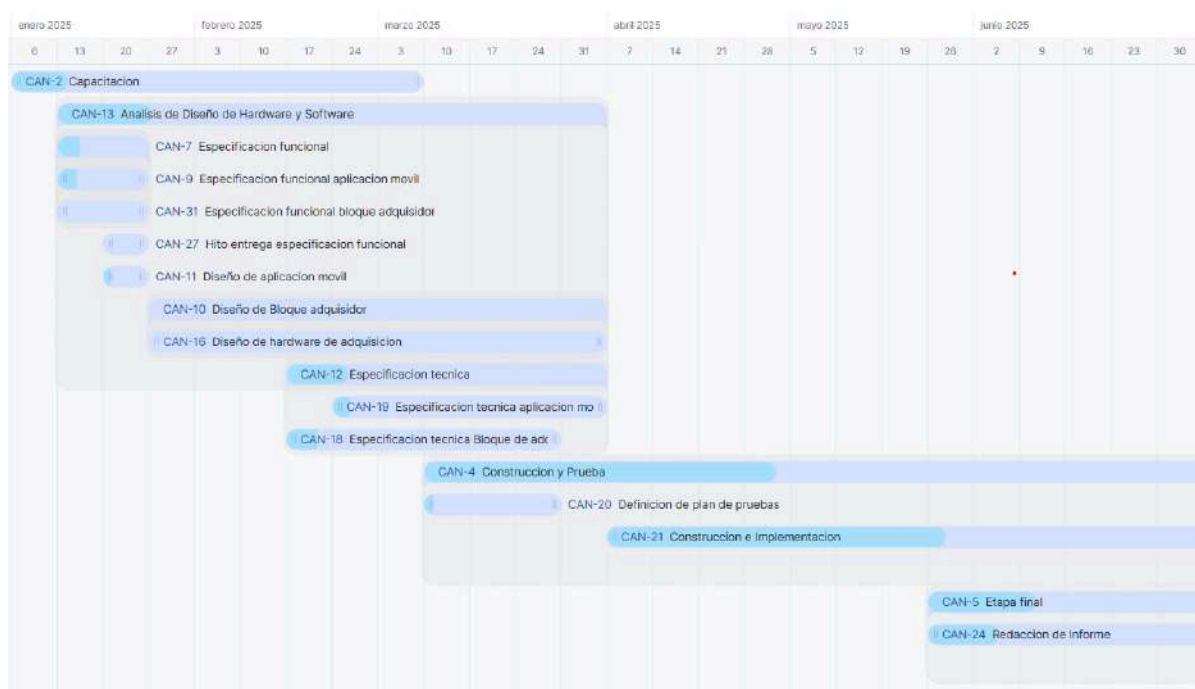 enero 2025 febrero 2025 marzo 2025 abril 2025 mayo 2025 junio 2025
6 13 20 27 3 10 17 24 3 10 17 24 31 7 14 21 28 5 12 19 26 2 9 16 23 30
CAN-2 Capacitacion
CAN-13 Analisis de Diseño de Hardware y Software
CAN-7 Especificacion funcional
CAN-9 Especificacion funcional aplicacion movil
CAN-31 Especificacion funcional bloque adquisidor
CAN-27 Hito entrega especificacion funcional
CAN-11 Diseño de aplicacion movil
CAN-10 Diseño de Bloque adquisidor
CAN-16 Diseño de hardware de adquisicion
CAN-12 Especificacion tecnica
CAN-19 Especificacion tecnica aplicacion mo
CAN-18 Especificacion tecnica Bloque de adq
CAN-4 Construccion y Prueba
CAN-20 Definicion de plan de pruebas
CAN-21 Construccion e Implementacion
CAN-5 Etapa final
CAN-24 Redaccion de Informe